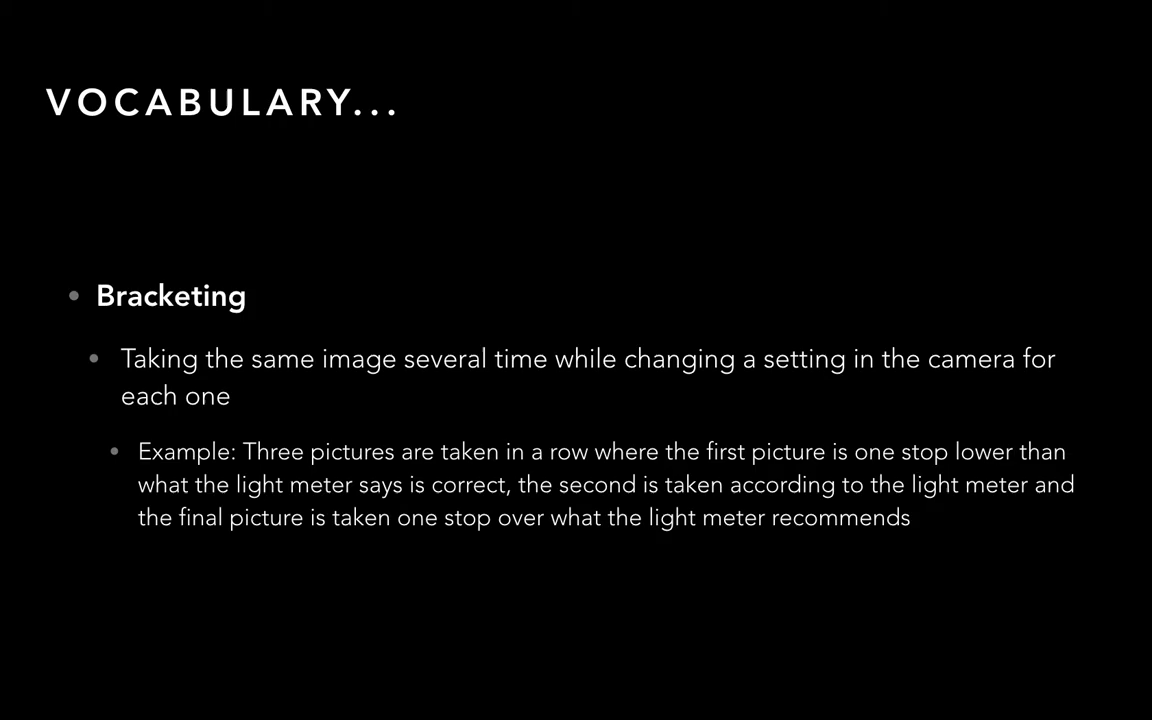 VOCABULARY...
• Bracketing
• Taking the same image several time while changing a setting in the camera for
each one
• Example: Three pictures are taken in a row where the first picture is one stop lower than
what the light meter says is correct, the second is taken according to the light meter and
the final picture is taken one stop over what the light meter recommends